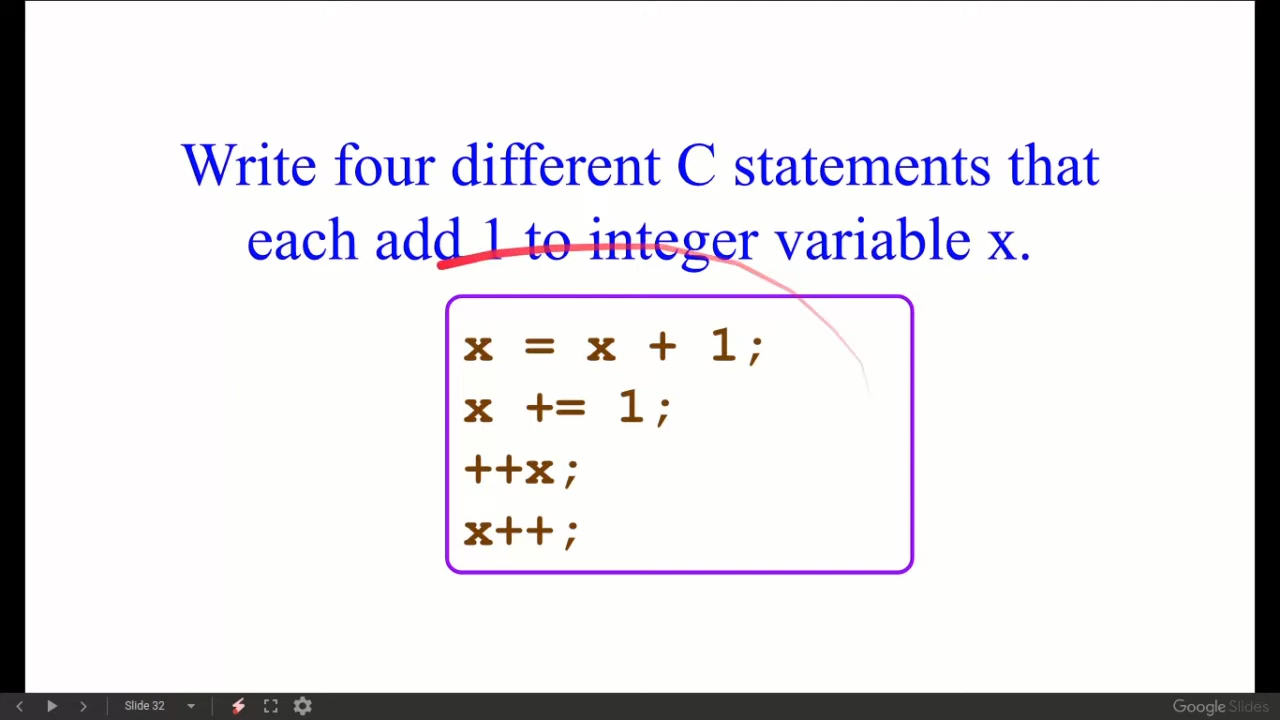 Write four different C statements that
each add 1 to integer variable x.
x = x + 1;
x += 1;
++x;
x++;
Slide 32
Google Slides